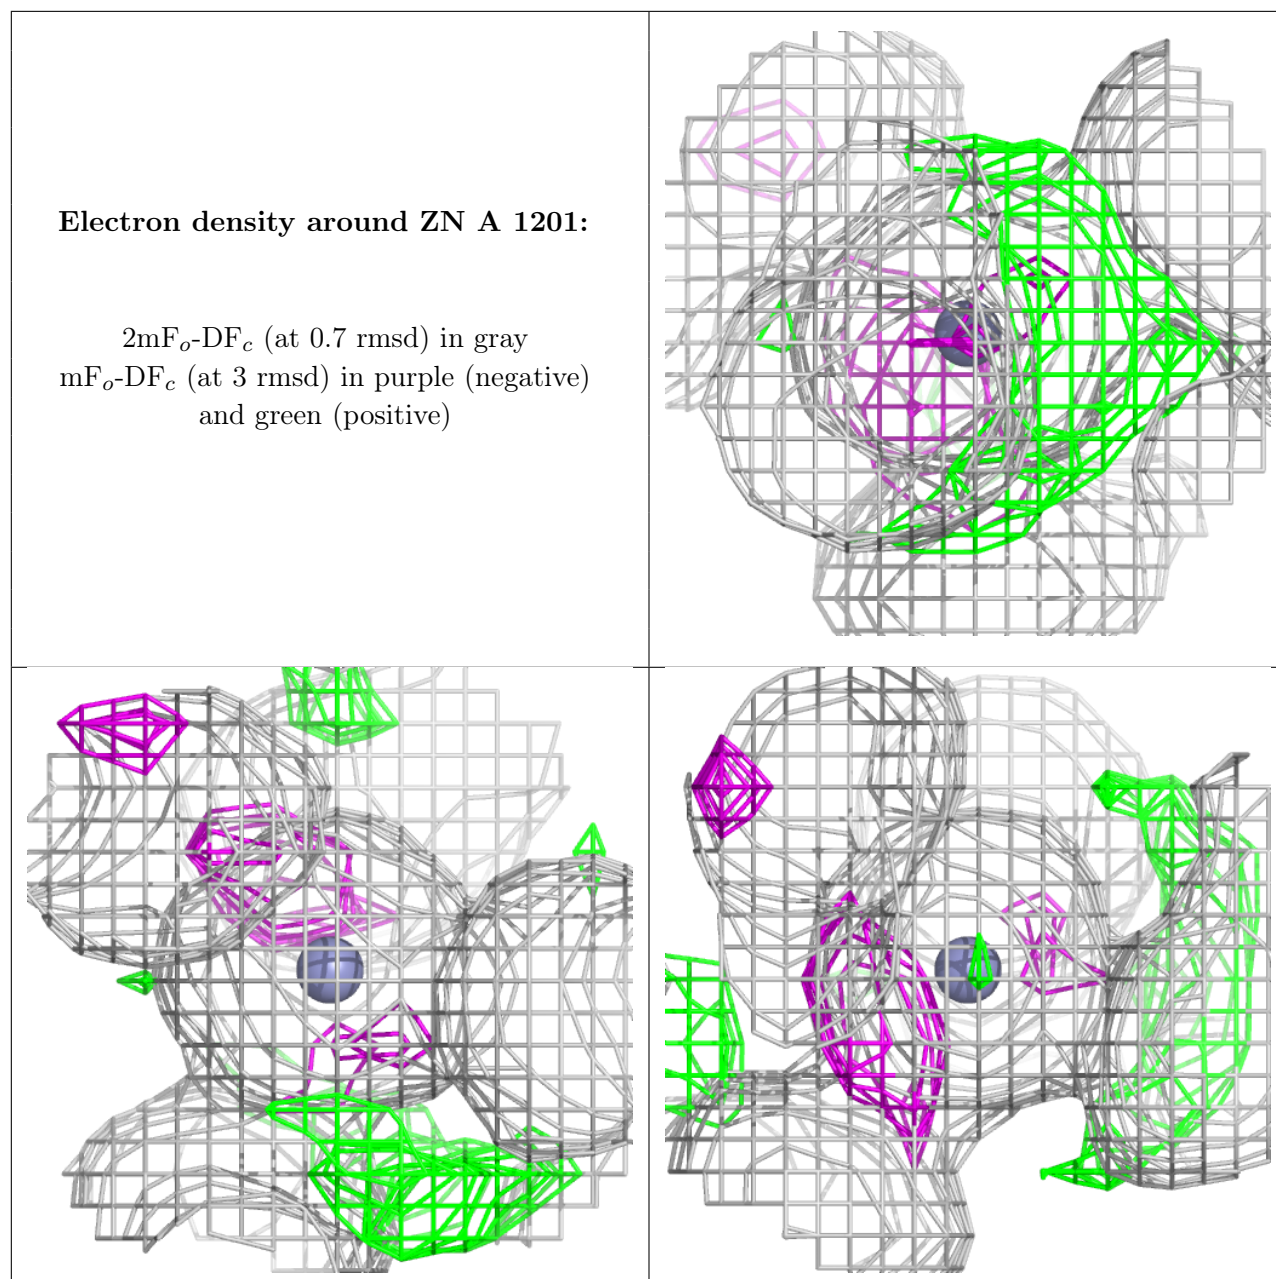 Electron density around ZN A 1201:
2mFo-DFc (at 0.7 rmsd) in gray
mFo-DFc (at 3 rmsd) in purple (negative)
and green (positive)